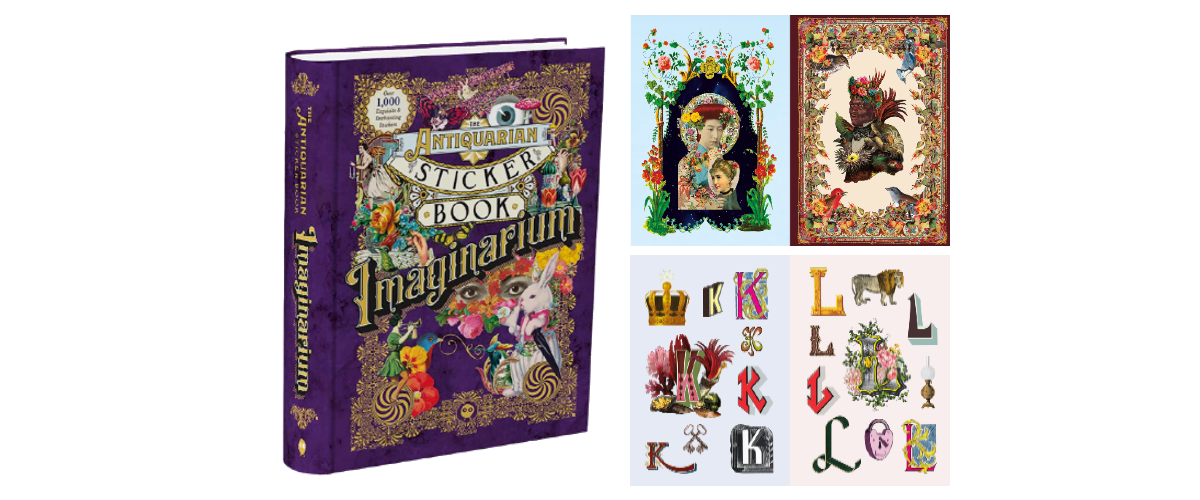 THE ANTIQUARIAN
STICKER BOOK
Imaginarium
Over
1,000
Exquisite &
Enchanting
Stickers
THE
ANTIQUARIAN
STICKER
BOOK
Imaginarium
K
K
K
K
K
K
L
L
L
L
L
L
L